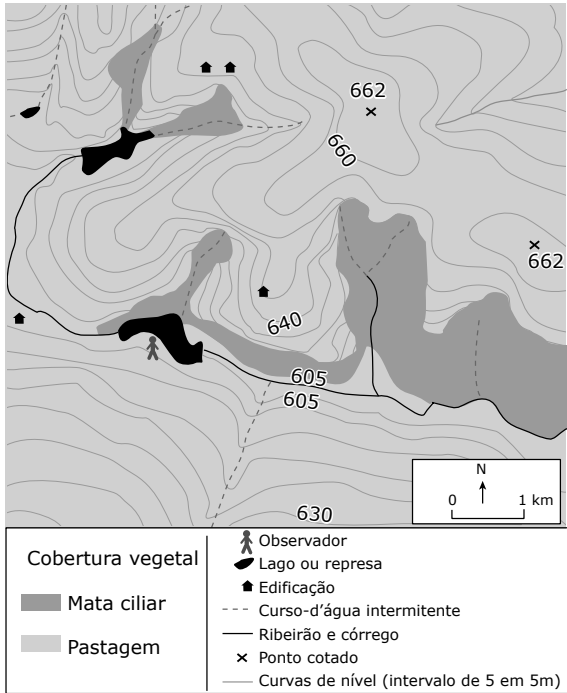 662
660
662
640
605
605
630
N
0 1 km
Cobertura vegetal
Mata ciliar
Pastagem
Observador
Lago ou represa
Edificação
Curso-d’água intermitente
Ribeirão e córrego
Ponto cotado
Curvas de nível (intervalo de 5 em 5m)